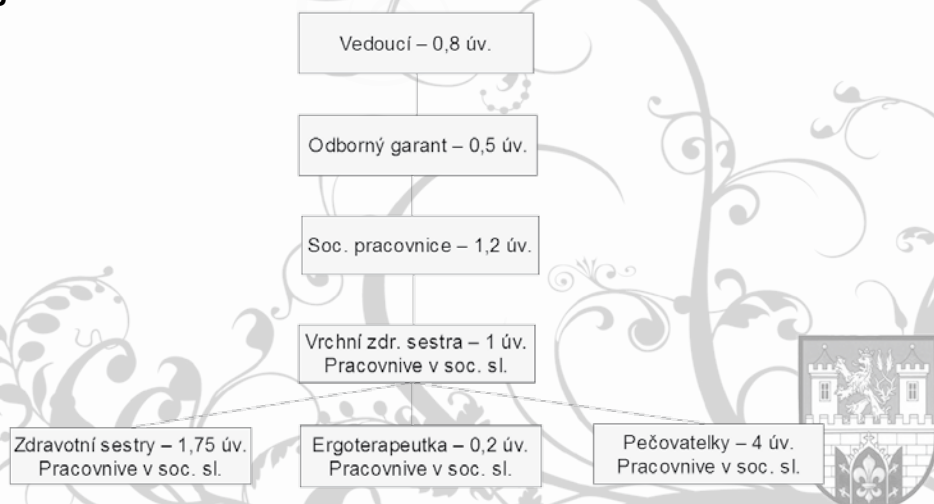 Vedoucí – 0,8 úv.
Odborný garant – 0,5 úv.
Soc. pracovnice – 1,2 úv.
Vrchní zdr. sestra – 1 úv.
Pracovnive v soc. sl.
Zdravotní sestry – 1,75 úv.
Pracovnive v soc. sl.
Ergoterapeutka – 0,2 úv.
Pracovnive v soc. sl.
Pečovatelky – 4 úv.
Pracovnive v soc. sl.